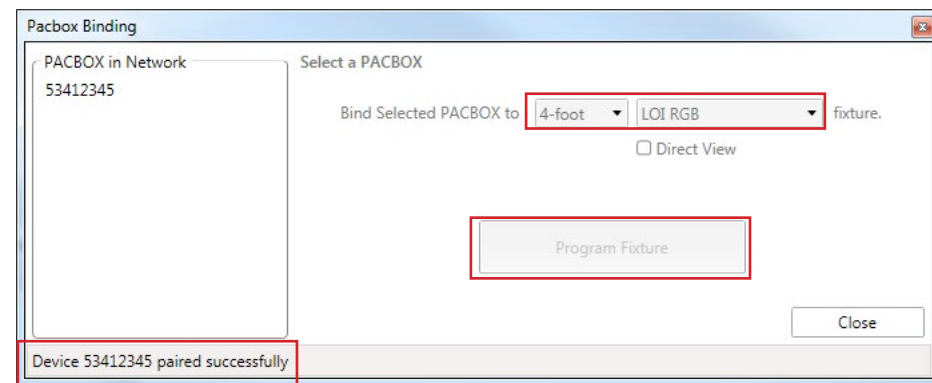 Pacbox Binding
PACBOX in Network
53412345
Select a PACBOX
Bind Selected PACBOX to 4-foot LOI RGB fixture.
Direct View
Program Fixture
Close
Device 53412345 paired successfully